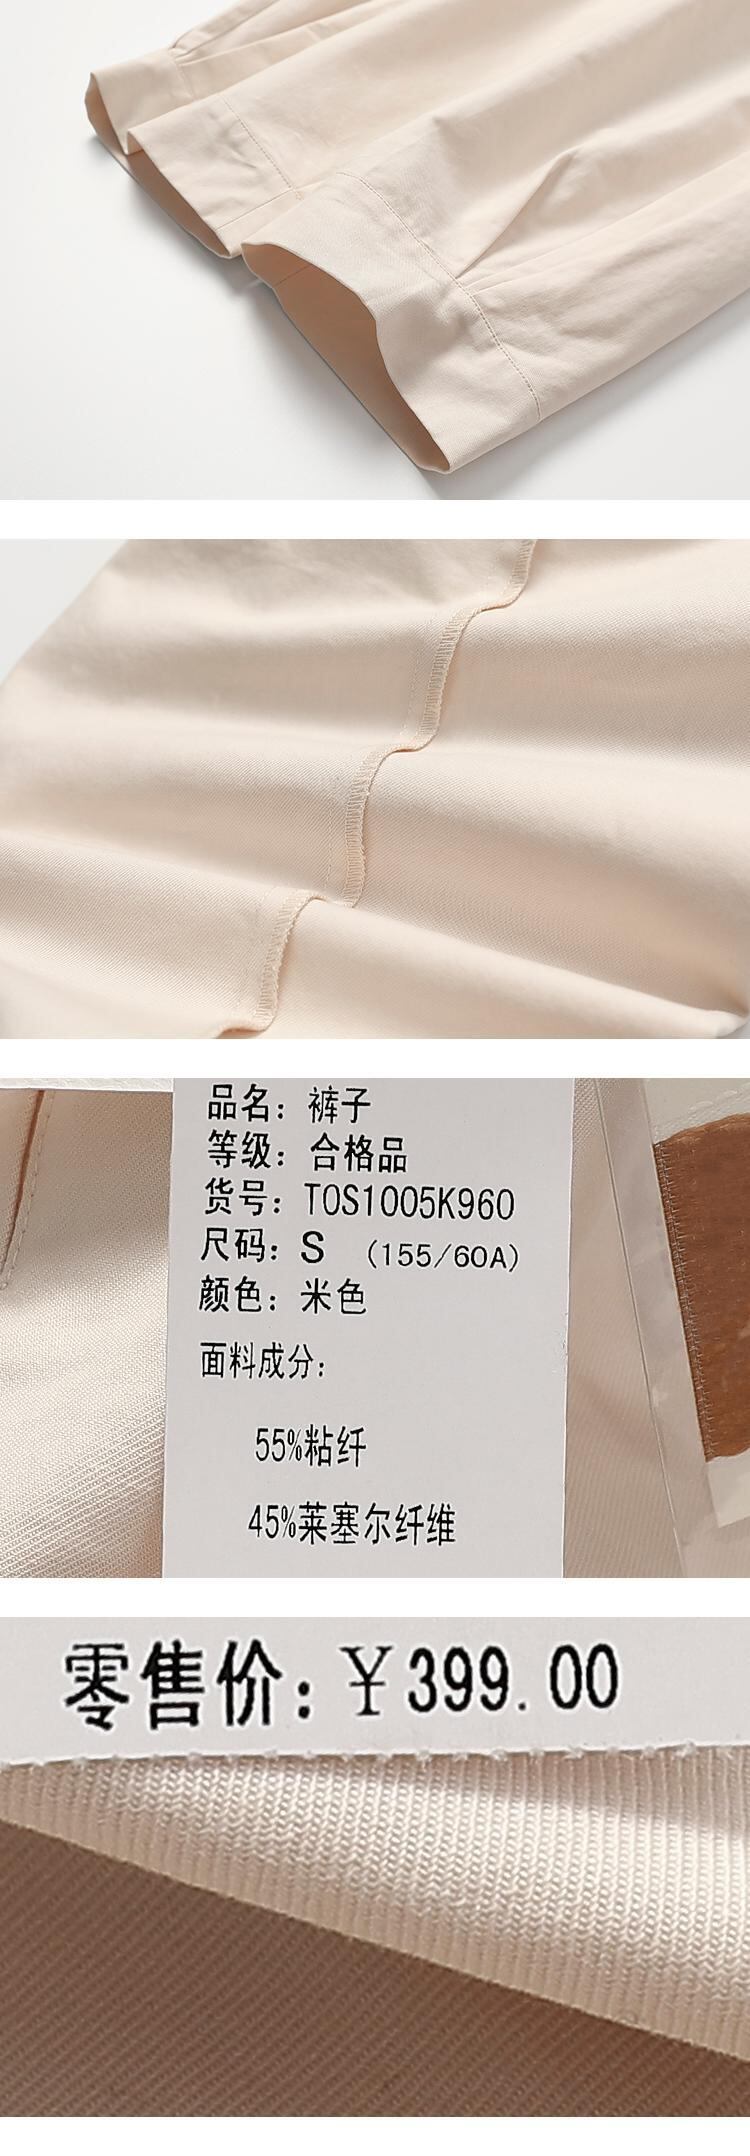 品名：裤子
等级：合格品
货号：TOS1005K960
尺码：S （155/60A）
颜色：米色
面料成分：
55%粘纤
45%莱塞尔纤维
零售价：￥399.00